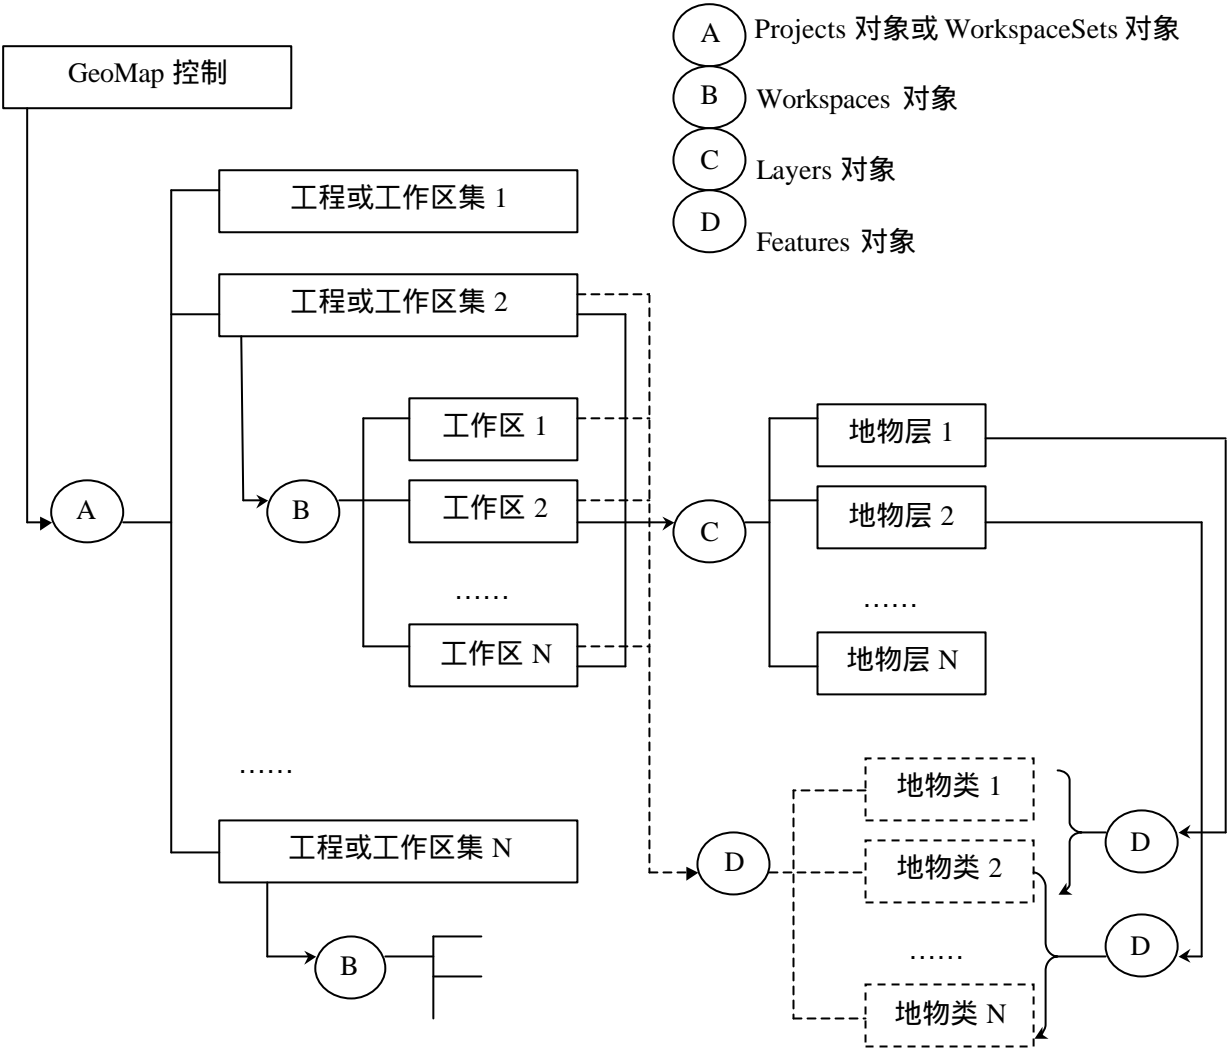 A Projects 对象或 WorkspaceSets 对象
GeoMap 控制
B Workspaces 对象
C Layers 对象
D Features 对象
工程或工作区集 1
工程或工作区集 2
工作区 1
地物层 1
A
B
工作区 2
C
地物层 2
……
……
工作区 N
地物层 N
……
地物类 1
工程或工作区集 N
D
地物类 2
D
B
……
D
地物类 N